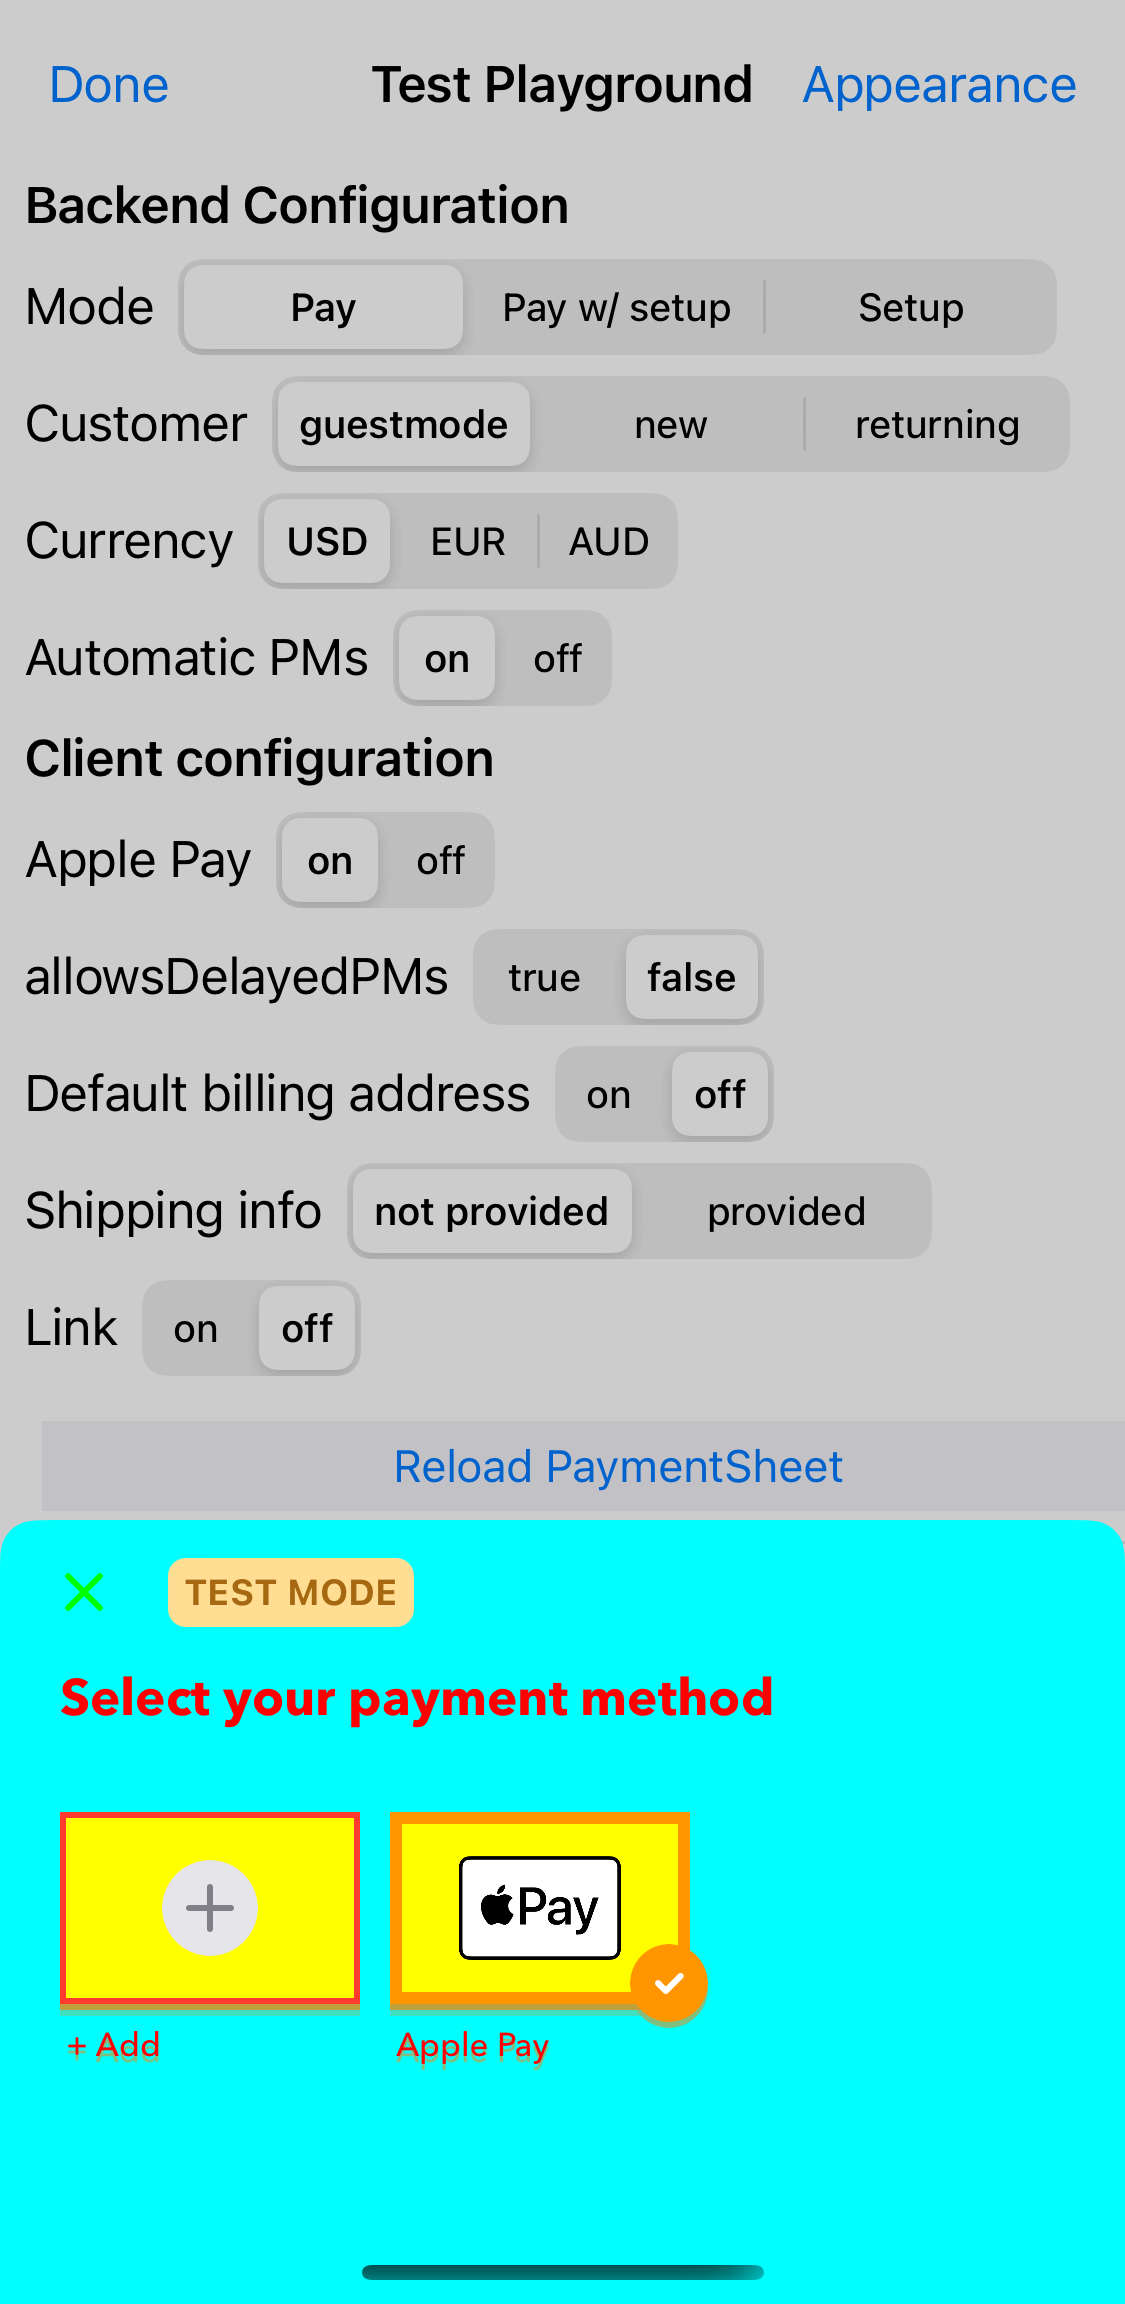 Done Test Playground Appearance
Backend Configuration
Mode Pay Pay w/ setup Setup
Customer guestmode new returning
Currency USD EUR AUD
Automatic PMs on off
Client configuration
Apple Pay on off
allowsDelayedPMs true false
Default billing address on off
Shipping info not provided provided
Link on off
Reload PaymentSheet
TEST MODE
Select your payment method
Pay
+ Add Apple Pay